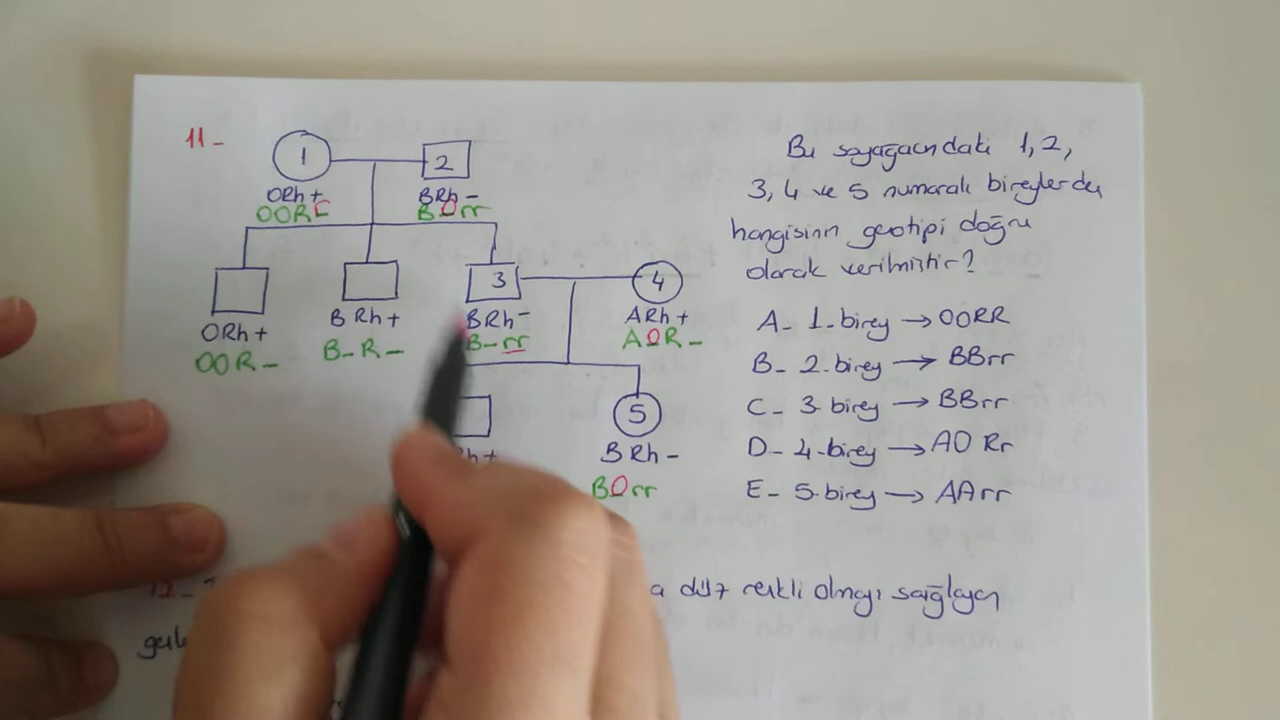 11-
1
2
ORh+
BRh-
OORr
BOrr
3
4
ORh+
BRh+
BRh-
ARh+
OOR-
B-R-
B-rr
AOR-
5
h+
BRh-
BOrr
Bu soyağacındaki 1, 2,
3, 4 ve 5 numaralı bireylerden
hangisinin genotipi doğru
olarak verilmiştir?
A- 1. birey → OORR
B- 2. birey → BBrr
C- 3. birey → BBrr
D- 4. birey → AO Rr
E- 5. birey → AArr
12-
a düz renkli olmayı sağlayan